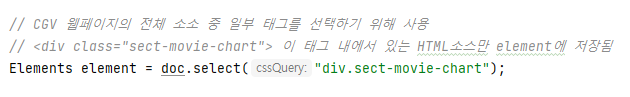 // CGV 웹페이지의 전체 소소 중 일부 태그를 선택하기 위해 사용
// <div class="sect-movie-chart"> 이 태그 내에서 있는 HTML소스만 element에 저장됨
Elements element = doc.select( cssQuery: "div.sect-movie-chart");